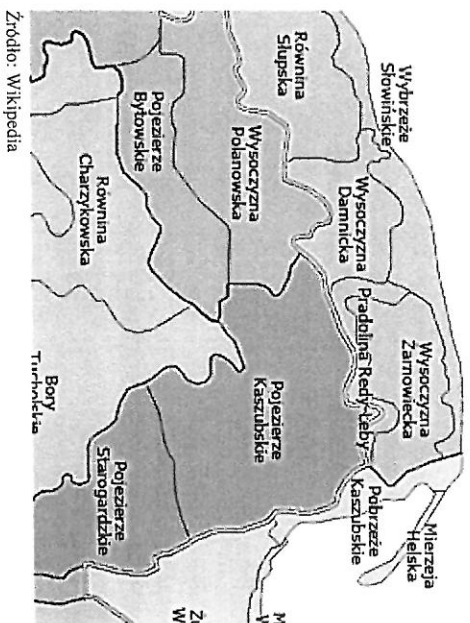 Wybrzeże
Słowińskie
Równina
Słupska
Wysoczyzna
Damnicka
Wysoczyzna
Żarnowiecka
Mierzeja
Helska
Pradolina Redy-Łeby
Pobrzeże
Kaszubskie
Wysoczyzna
Polanowska
Pojezierze
Bytowskie
Pojezierze
Kaszubskie
Równina
Charzykowska
Bory
Pojezierze
Starogardzkie
Źródło: Wikipedia